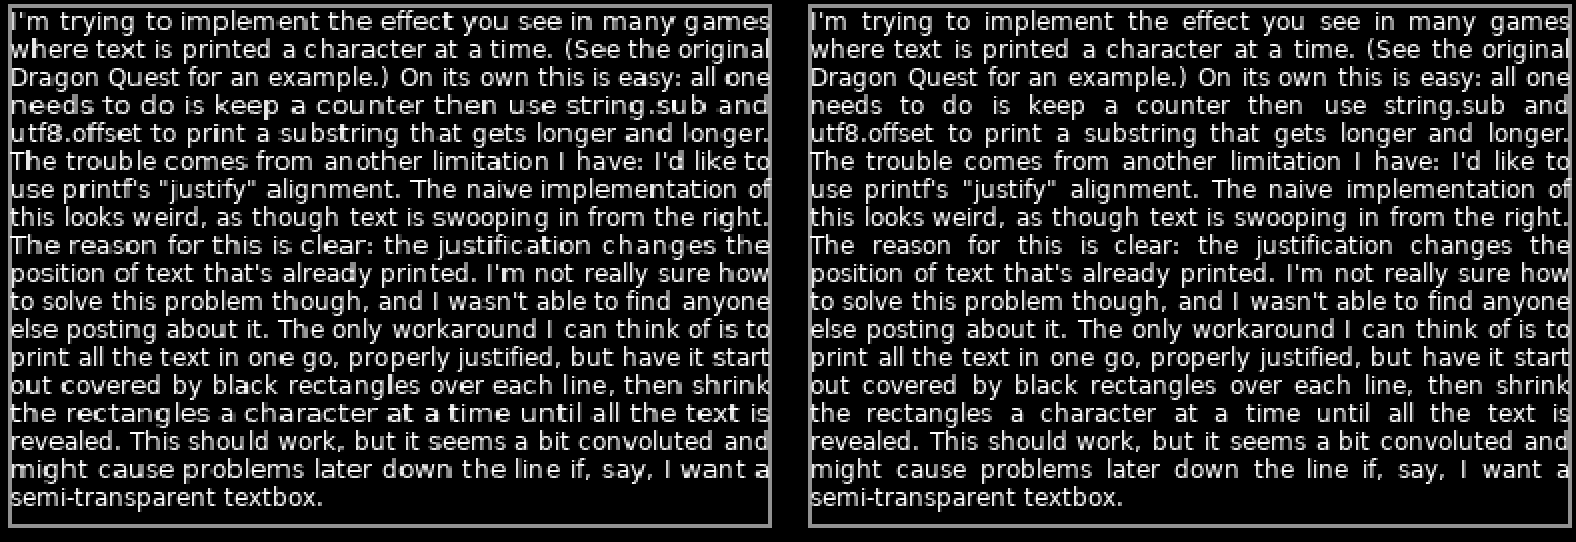 I'm trying to implement the effect you see in many games
where text is printed a character at a time. (See the original
Dragon Quest for an example.) On its own this is easy: all one
needs to do is keep a counter then use string.sub and
utf8.offset to print a substring that gets longer and longer.
The trouble comes from another limitation I have: I'd like to
use printf's "justify" alignment. The naive implementation of
this looks weird, as though text is swooping in from the right.
The reason for this is clear: the justification changes the
position of text that's already printed. I'm not really sure how
to solve this problem though, and I wasn't able to find anyone
else posting about it. The only workaround I can think of is to
print all the text in one go, properly justified, but have it start
out covered by black rectangles over each line, then shrink
the rectangles a character at a time until all the text is
revealed. This should work, but it seems a bit convoluted and
might cause problems later down the line if, say, I want a
semi-transparent textbox.
I'm trying to implement the effect you see in many games
where text is printed a character at a time. (See the original
Dragon Quest for an example.) On its own this is easy: all one
needs to do is keep a counter then use string.sub and
utf8.offset to print a substring that gets longer and longer.
The trouble comes from another limitation I have: I'd like to
use printf's "justify" alignment. The naive implementation of
this looks weird, as though text is swooping in from the right.
The reason for this is clear: the justification changes the
position of text that's already printed. I'm not really sure how
to solve this problem though, and I wasn't able to find anyone
else posting about it. The only workaround I can think of is to
print all the text in one go, properly justified, but have it start
out covered by black rectangles over each line, then shrink
the rectangles a character at a time until all the text is
revealed. This should work, but it seems a bit convoluted and
might cause problems later down the line if, say, I want a
semi-transparent textbox.